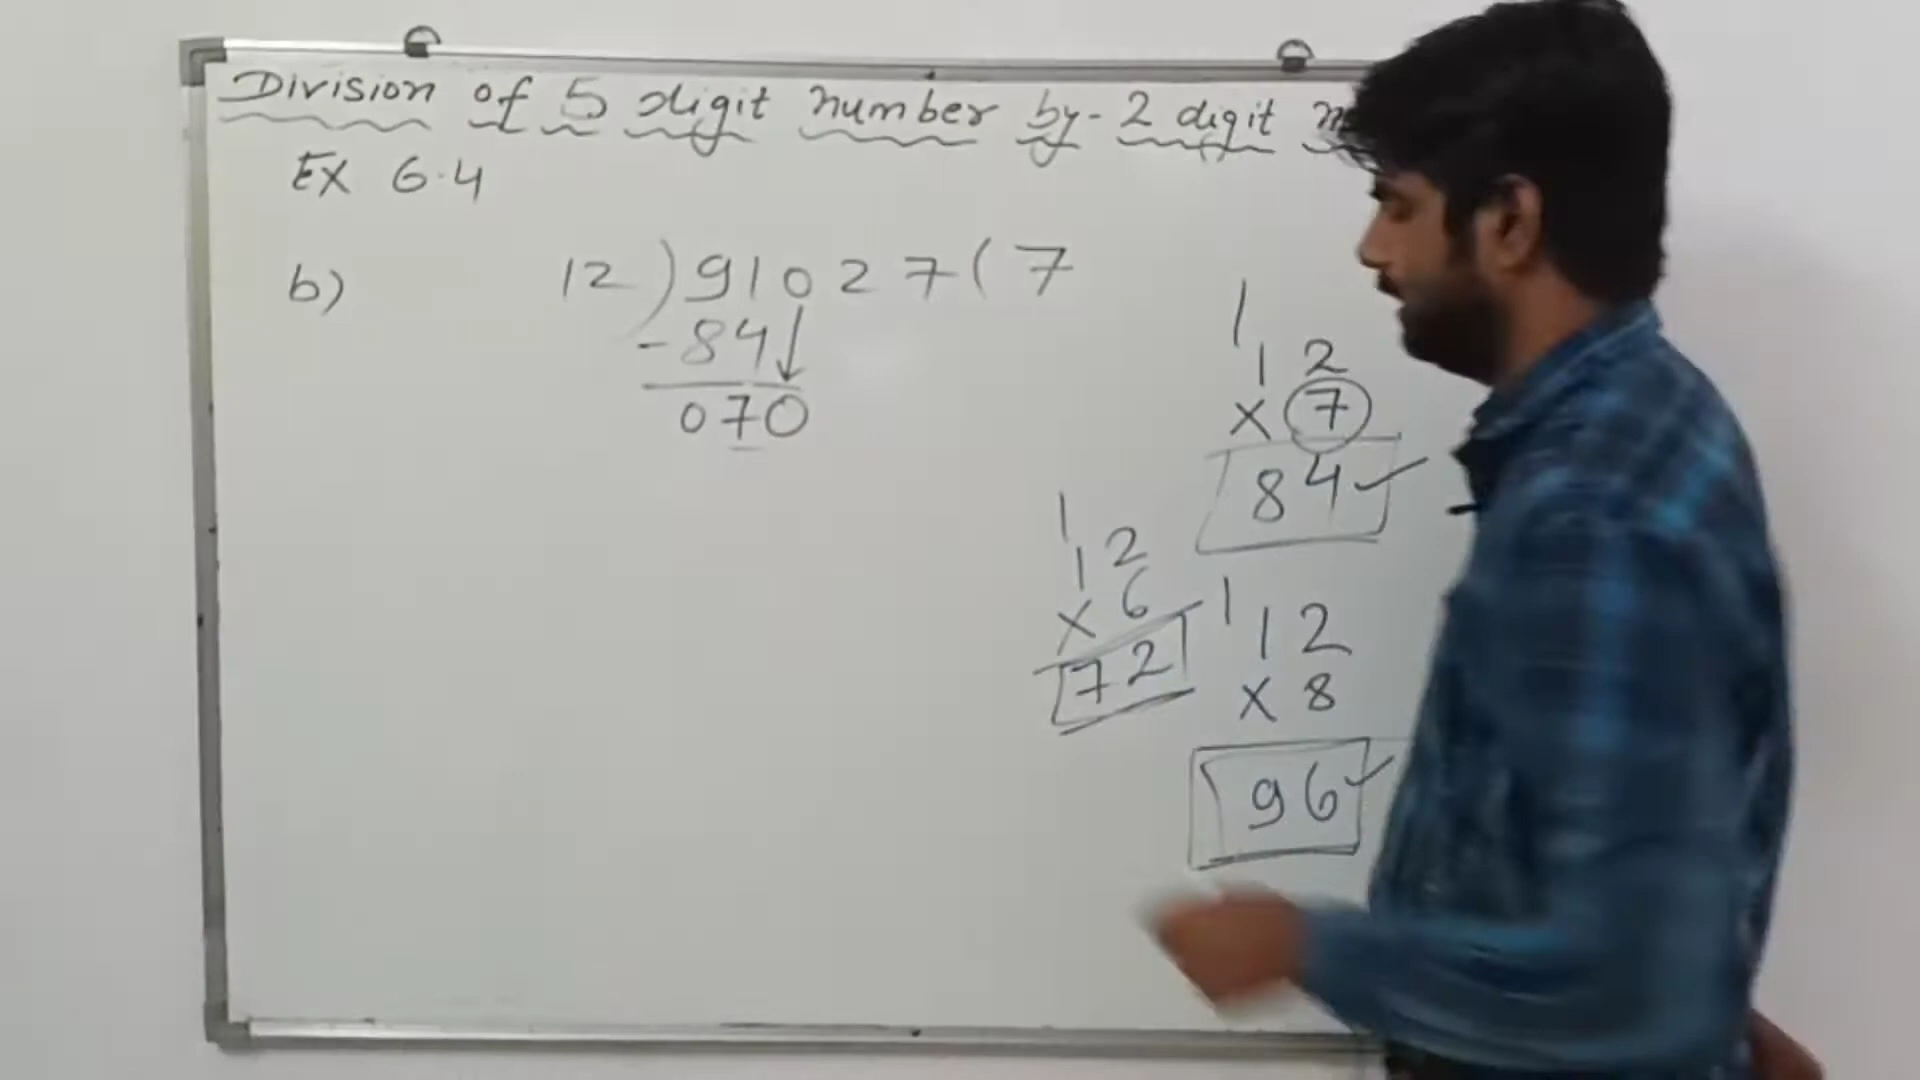 Division of 5 digit number by - 2 digit
EX 6.4
b) 12 ) 91027 ( 7
- 84
070
1
12
x 7
84
1
12
x 6
72
1
12
x 8
96